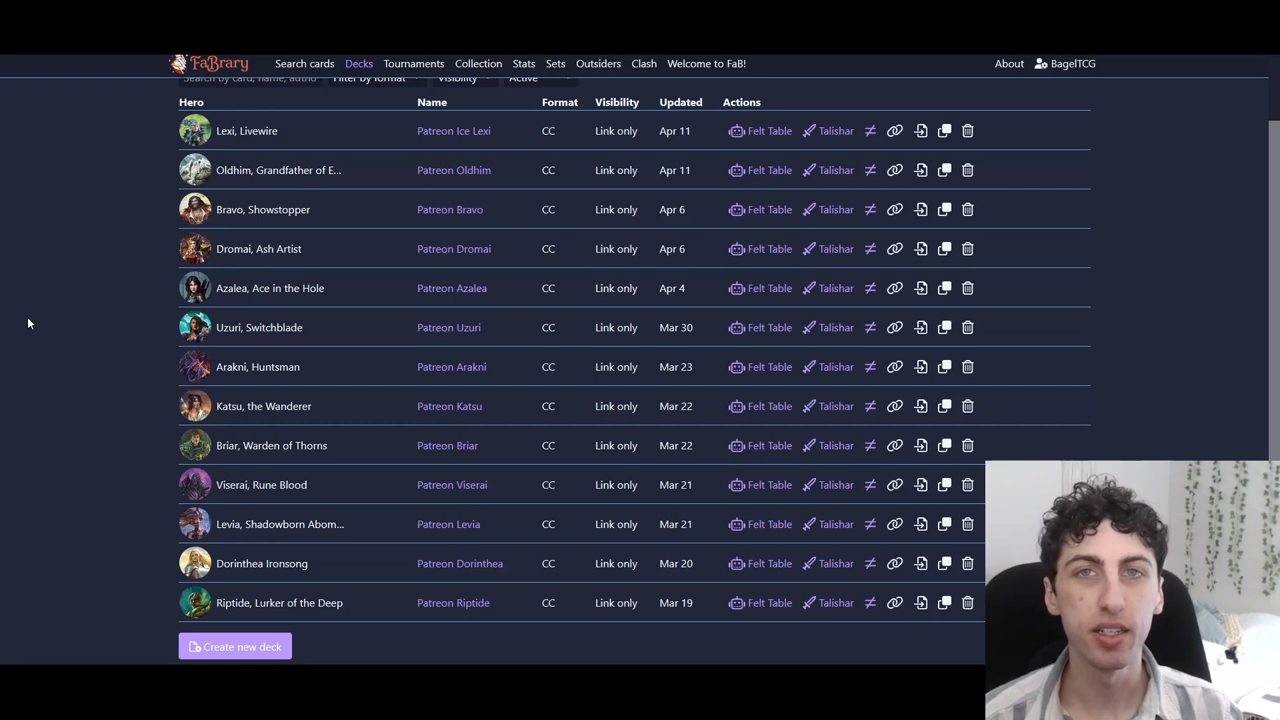 FaBrary Search cards Decks Tournaments Collection Stats Sets Outsiders Clash Welcome to FaB! About BagelTCG
Search by card, name, autho Filter by format Visibility Active
Hero Name Format Visibility Updated Actions
Lexi, Livewire Patreon Ice Lexi CC Link only Apr 11 Felt Table Talishar
Oldhim, Grandfather of E... Patreon Oldhim CC Link only Apr 11 Felt Table Talishar
Bravo, Showstopper Patreon Bravo CC Link only Apr 6 Felt Table Talishar
Dromai, Ash Artist Patreon Dromai CC Link only Apr 6 Felt Table Talishar
Azalea, Ace in the Hole Patreon Azalea CC Link only Apr 4 Felt Table Talishar
Uzuri, Switchblade Patreon Uzuri CC Link only Mar 30 Felt Table Talishar
Arakni, Huntsman Patreon Arakni CC Link only Mar 23 Felt Table Talishar
Katsu, the Wanderer Patreon Katsu CC Link only Mar 22 Felt Table Talishar
Briar, Warden of Thorns Patreon Briar CC Link only Mar 22 Felt Table Talishar
Viserai, Rune Blood Patreon Viserai CC Link only Mar 21 Felt Table Talishar
Levia, Shadowborn Abom... Patreon Levia CC Link only Mar 21 Felt Table Talishar
Dorinthea Ironsong Patreon Dorinthea CC Link only Mar 20 Felt Table Talishar
Riptide, Lurker of the Deep Patreon Riptide CC Link only Mar 19 Felt Table Talishar
Create new deck